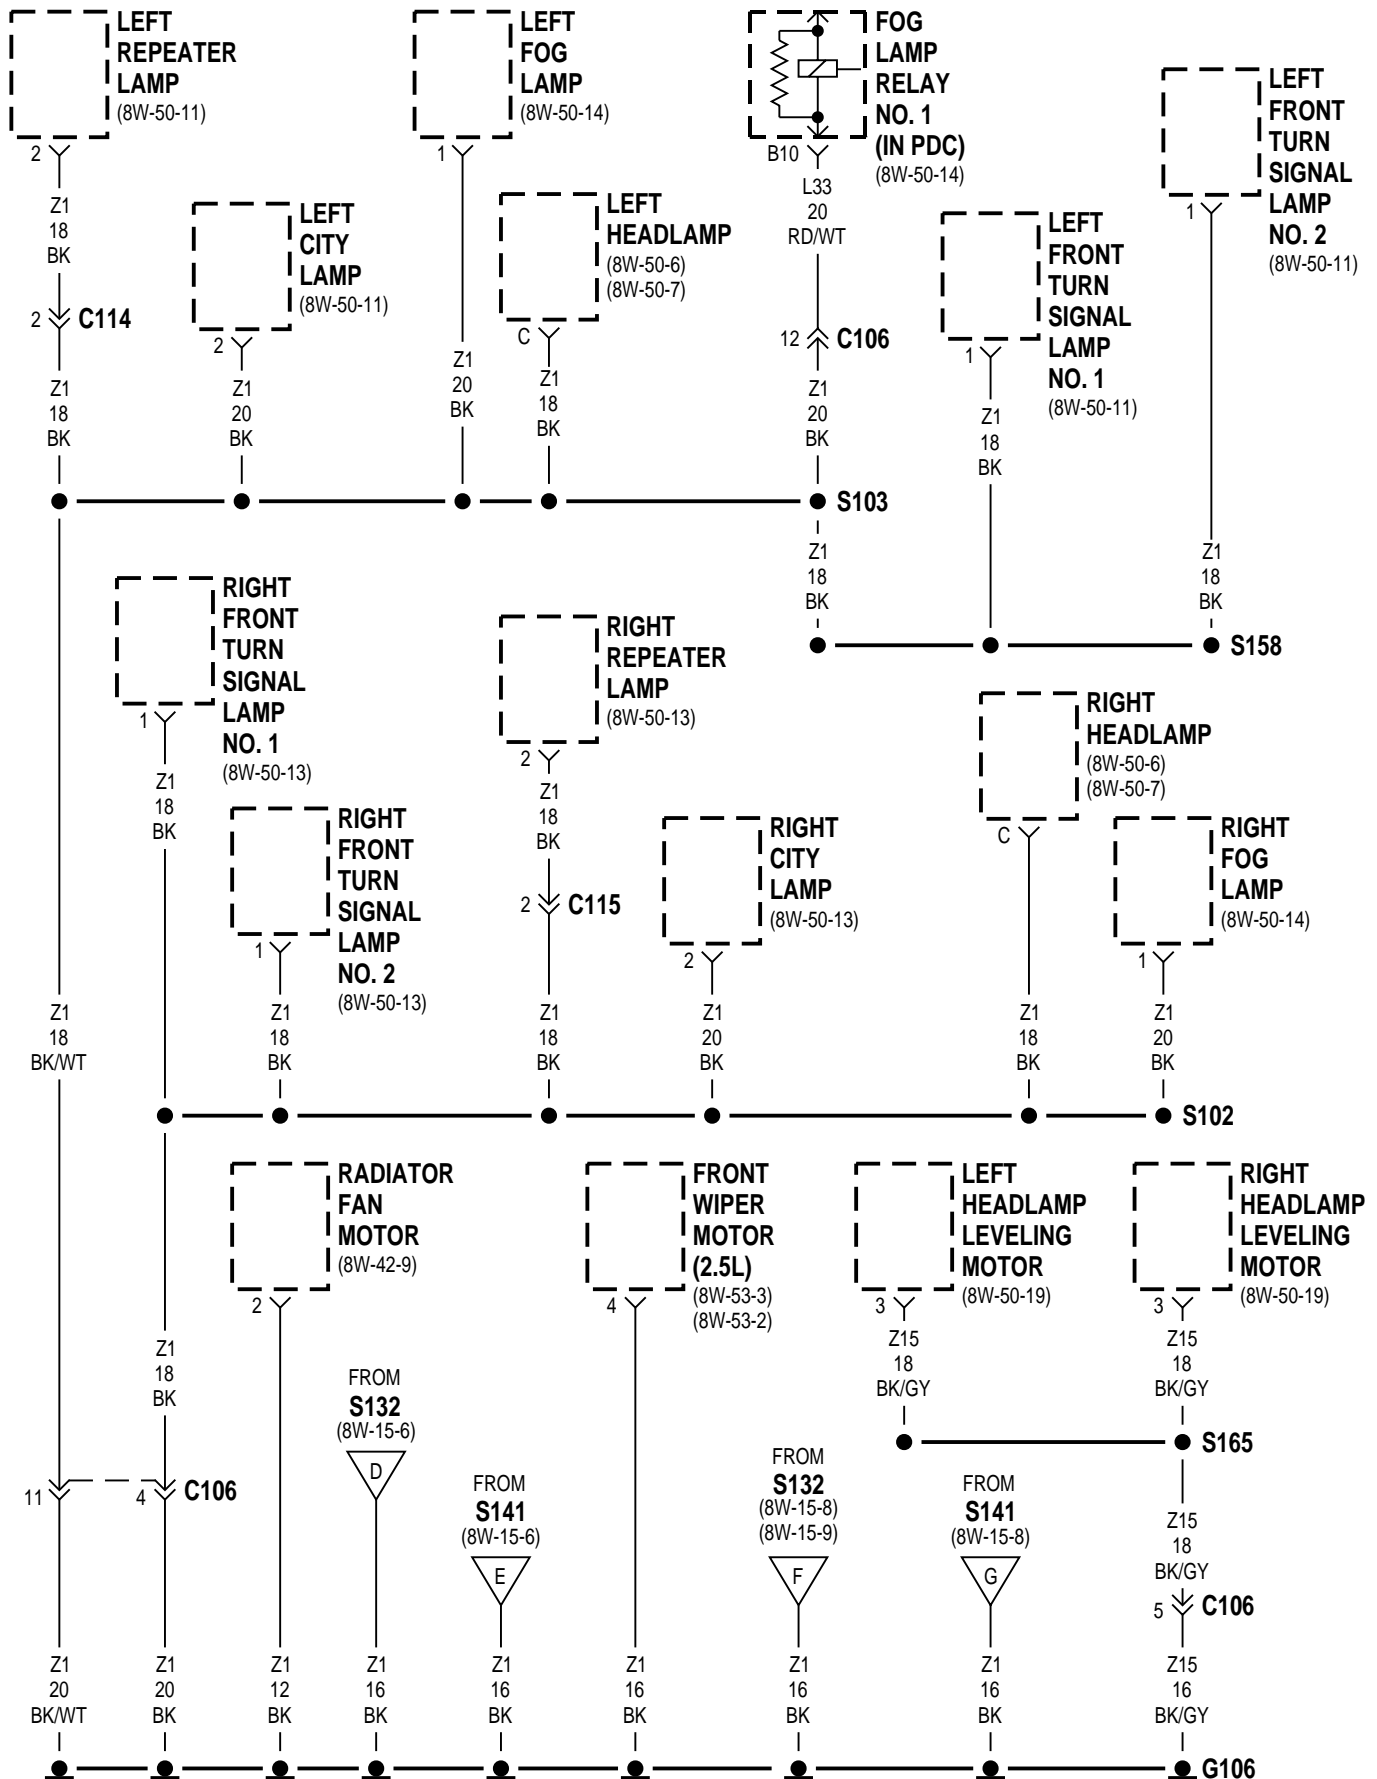 LEFT
REPEATER
LAMP
(8W-50-11)
2
Z1
18
BK
2
C114
Z1
18
BK
LEFT
CITY
LAMP
(8W-50-11)
2
Z1
20
BK
LEFT
FOG
LAMP
(8W-50-14)
1
Z1
20
BK
LEFT
HEADLAMP
(8W-50-6)
(8W-50-7)
C
Z1
18
BK
FOG
LAMP
RELAY
NO. 1
(IN PDC)
(8W-50-14)
B10
L33
20
RD/WT
12
C106
Z1
20
BK
S103
Z1
18
BK
LEFT
FRONT
TURN
SIGNAL
LAMP
NO. 1
(8W-50-11)
1
Z1
18
BK
LEFT
FRONT
TURN
SIGNAL
LAMP
NO. 2
(8W-50-11)
1
Z1
18
BK
S158
RIGHT
FRONT
TURN
SIGNAL
LAMP
NO. 1
(8W-50-13)
1
Z1
18
BK
RIGHT
FRONT
TURN
SIGNAL
LAMP
NO. 2
(8W-50-13)
1
Z1
18
BK
RIGHT
REPEATER
LAMP
(8W-50-13)
2
Z1
18
BK
2
C115
Z1
18
BK
RIGHT
CITY
LAMP
(8W-50-13)
2
Z1
20
BK
RIGHT
HEADLAMP
(8W-50-6)
(8W-50-7)
C
Z1
18
BK
RIGHT
FOG
LAMP
(8W-50-14)
1
Z1
20
BK
S102
Z1
18
BK/WT
Z1
18
BK
11
4
C106
Z1
20
BK/WT
Z1
20
BK
RADIATOR
FAN
MOTOR
(8W-42-9)
2
Z1
12
BK
FROM
S132
(8W-15-6)
D
Z1
16
BK
FROM
S141
(8W-15-6)
E
Z1
16
BK
FRONT
WIPER
MOTOR
(2.5L)
(8W-53-3)
(8W-53-2)
4
Z1
16
BK
FROM
S132
(8W-15-8)
(8W-15-9)
F
Z1
16
BK
FROM
S141
(8W-15-8)
G
Z1
16
BK
LEFT
HEADLAMP
LEVELING
MOTOR
(8W-50-19)
3
Z15
18
BK/GY
RIGHT
HEADLAMP
LEVELING
MOTOR
(8W-50-19)
3
Z15
18
BK/GY
S165
Z15
18
BK/GY
5
C106
Z15
16
BK/GY
G106